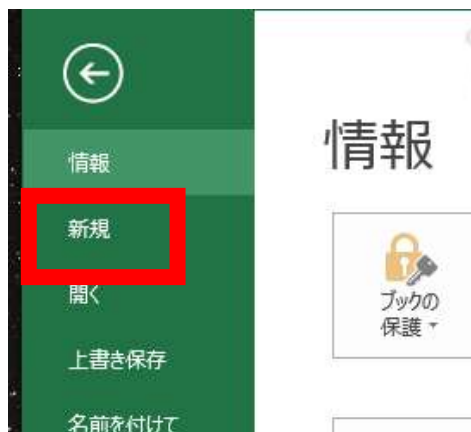 情報
新規
開く
上書き保存
名前を付けて
情報
ブックの
保護